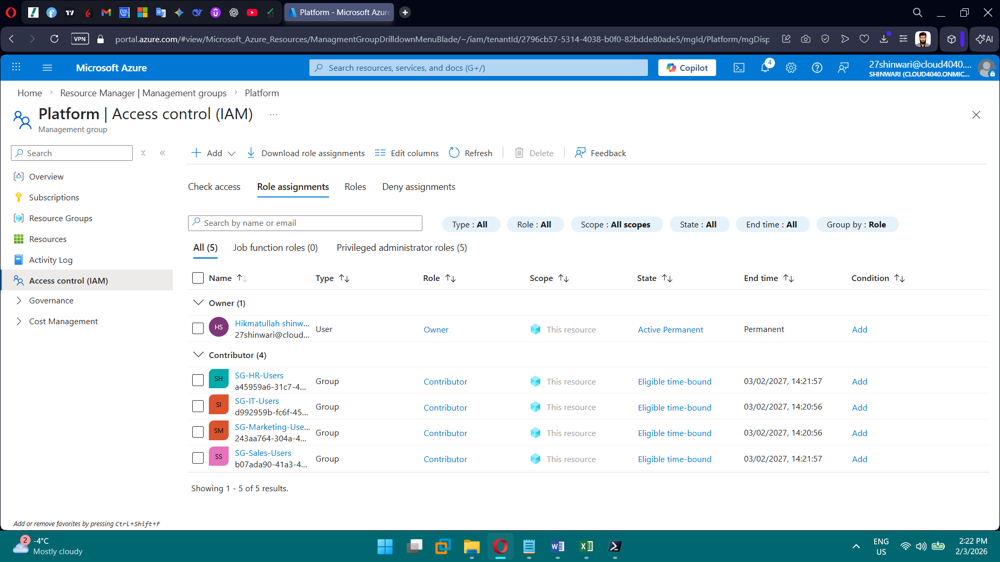 Platform - Microsoft Azure
VPN
portal.azure.com/#view/Microsoft_Azure_Resources/ManagmentGroupDrilldownMenuBlade/~/iam/tenantId/2796cb57-5314-4038-b0f0-82bdde80ade5/mgId/Platform/mgDisp
AI
Microsoft Azure
Search resources, services, and docs (G+/)
Copilot
4
27shinwari@cloud4040....
SHINWARI (CLOUD4040.ONMIC...
Home
Resource Manager | Management groups
Platform
Platform | Access control (IAM)
...
Management group
Search
Add
Download role assignments
Edit columns
Refresh
Delete
Feedback
Overview
Subscriptions
Resource Groups
Resources
Activity Log
Access control (IAM)
Governance
Cost Management
Check access
Role assignments
Roles
Deny assignments
Search by name or email
Type : All
Role : All
Scope : All scopes
State : All
End time : All
Group by : Role
All (5)
Job function roles (0)
Privileged administrator roles (5)
Name
Type
Role
Scope
State
End time
Condition
Owner (1)
HS
Hikmatullah shinw...
27shinwari@cloud...
User
Owner
This resource
Active Permanent
Permanent
Add
Contributor (4)
SH
SG-HR-Users
a45959a6-31c7-4...
Group
Contributor
This resource
Eligible time-bound
03/02/2027, 14:21:57
Add
SI
SG-IT-Users
d992959b-fc6f-45...
Group
Contributor
This resource
Eligible time-bound
03/02/2027, 14:20:56
Add
SM
SG-Marketing-Use...
243aa764-304a-4...
Group
Contributor
This resource
Eligible time-bound
03/02/2027, 14:20:56
Add
SS
SG-Sales-Users
b07ada90-41a3-4...
Group
Contributor
This resource
Eligible time-bound
03/02/2027, 14:21:57
Add
Showing 1 - 5 of 5 results.
Add or remove favorites by pressing Ctrl+Shift+F
2
-4°C
Mostly cloudy
ENG
US
2:22 PM
2/3/2026